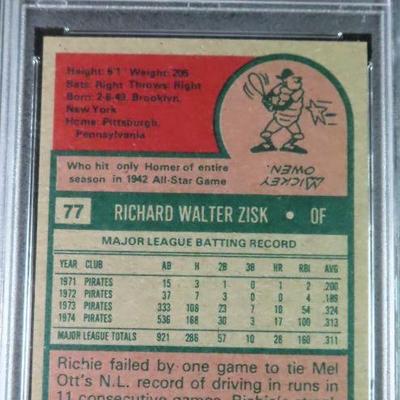 Height: 6'1 Weight: 205
Bats: Right Throws: Right
Born: 2-6-49, Brooklyn,
New York
Home: Pittsburgh,
Pennsylvania
MICKEY
OWEN.
Who hit only Homer of entire
season in 1942 All-Star Game
77 RICHARD WALTER ZISK • OF
MAJOR LEAGUE BATTING RECORD
YEAR CLUB AB H 2B 3B HR RBI AVG
1971 PIRATES 15 3 1 0 1 2 .200
1972 PIRATES 37 7 3 0 0 4 .189
1973 PIRATES 333 108 23 7 10 54 .324
1974 PIRATES 536 168 30 3 17 100 .313
MAJOR LEAGUE TOTALS 921 286 57 10 28 160 .311
Richie failed by one game to tie Mel
Ott's N.L. record of driving in runs in
11 consecutive games. Richie's